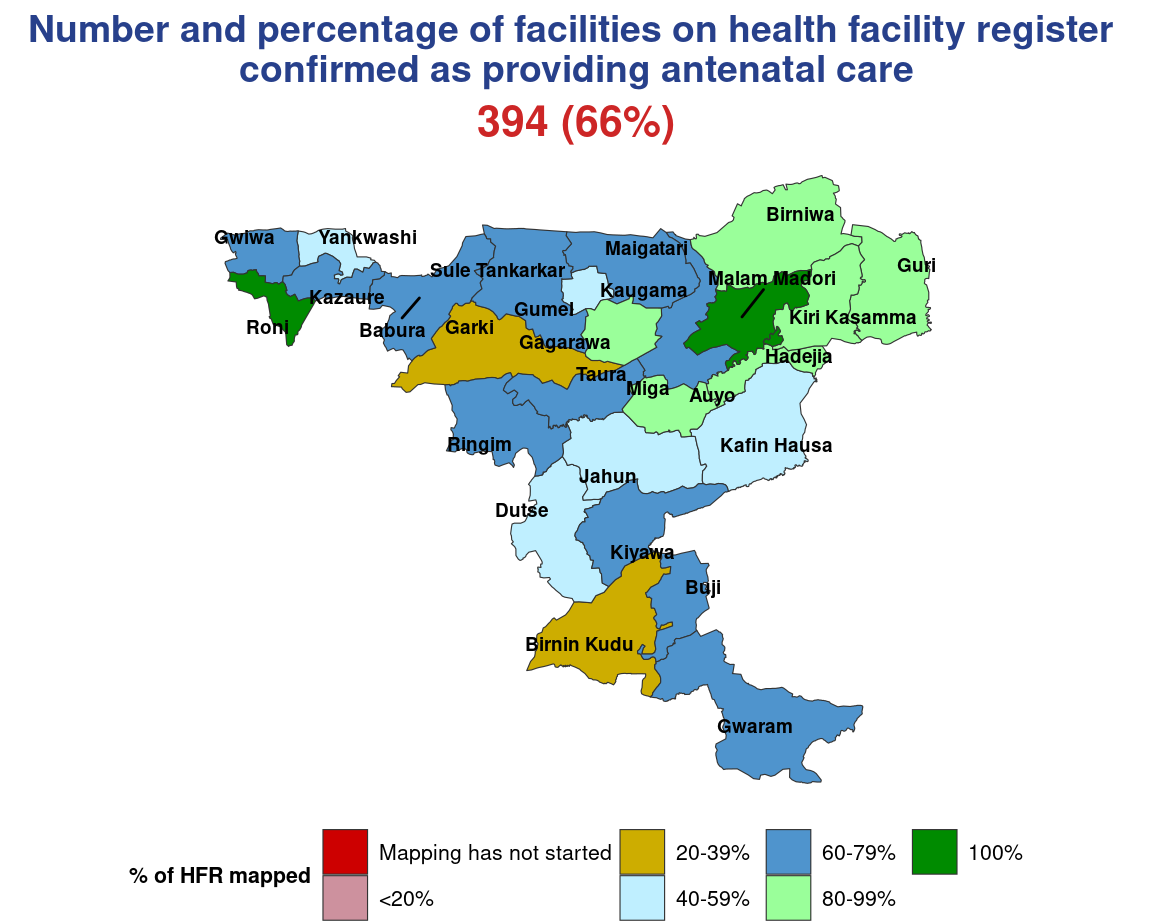 Number and percentage of facilities on health facility register
confirmed as providing antenatal care
394 (66%)
Birniwa
Gwiwa
Yankwashi
Maigatari
Guri
Sule Tankarkar
Malam Madori
Kaugama
Kazaure
Gumel
Kiri Kasamma
Roni
Babura
Garki
Gagarawa
Hadejia
Taura
Miga
Auyo
Ringim
Kafin Hausa
Jahun
Dutse
Kiyawa
Buji
Birnin Kudu
Gwaram
% of HFR mapped
Mapping has not started
<20%
20-39%
40-59%
60-79%
80-99%
100%